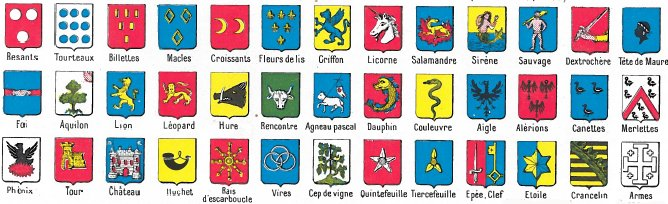 Besants Tourteaux Billettes Macles Croissants Fleurs de lis Griffon Licorne Salamandre Sirène Sauvage Dextrochère Tête de Maure
Foi Aquilon Lion Léopard Hure Rencontre Agneau pascal Dauphin Couleuvre Aigle Alérions Canettes Merlettes
Phénix Tour Château Huchet Rais d'escarboucle Vires Cep de vigne Quintefeuille Tiercefeuille Epée, Clef Etoile Crancelin Armes